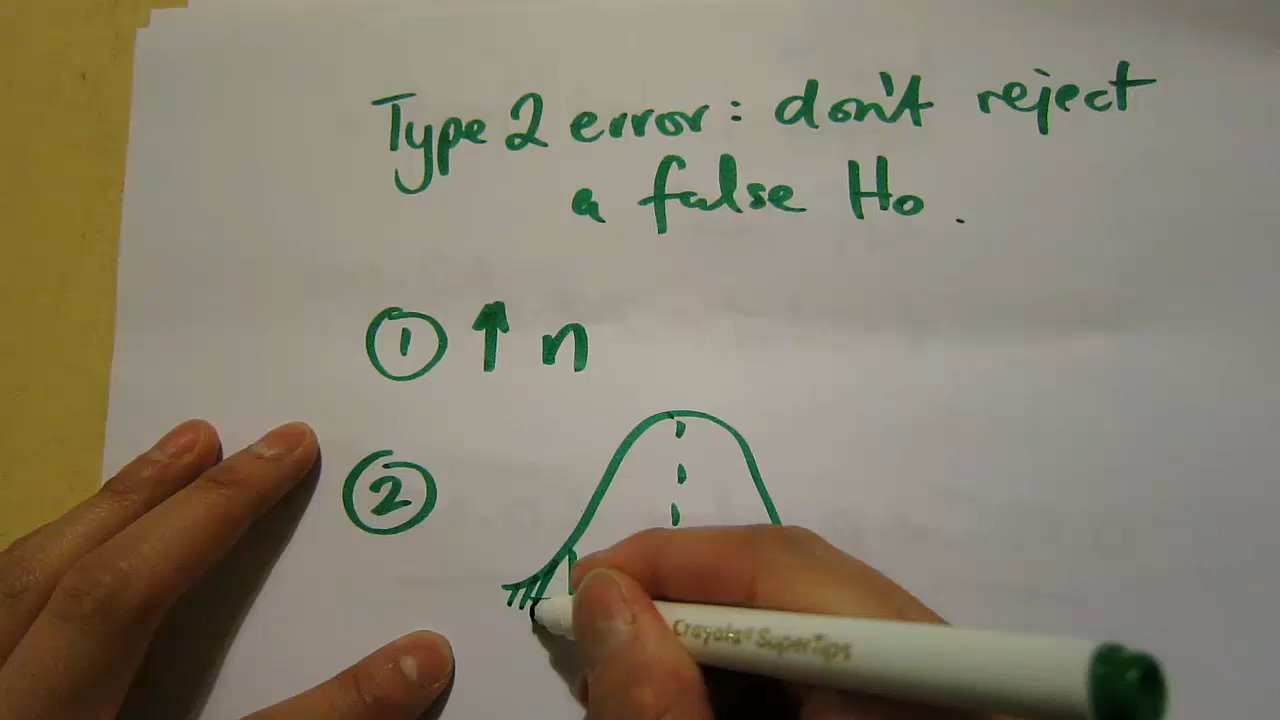 Type 2 error: don't reject
a false Ho.
① ↑ n
②
Crayola SuperTips